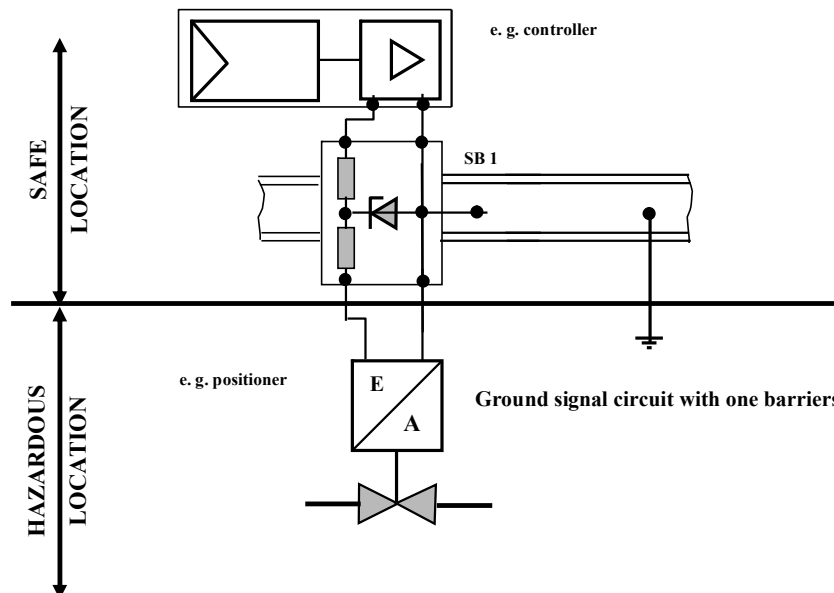 e. g. controller
SB 1
SAFE
LOCATION
e. g. positioner
E
A
Ground signal circuit with one barriers
HAZARDOUS
LOCATION